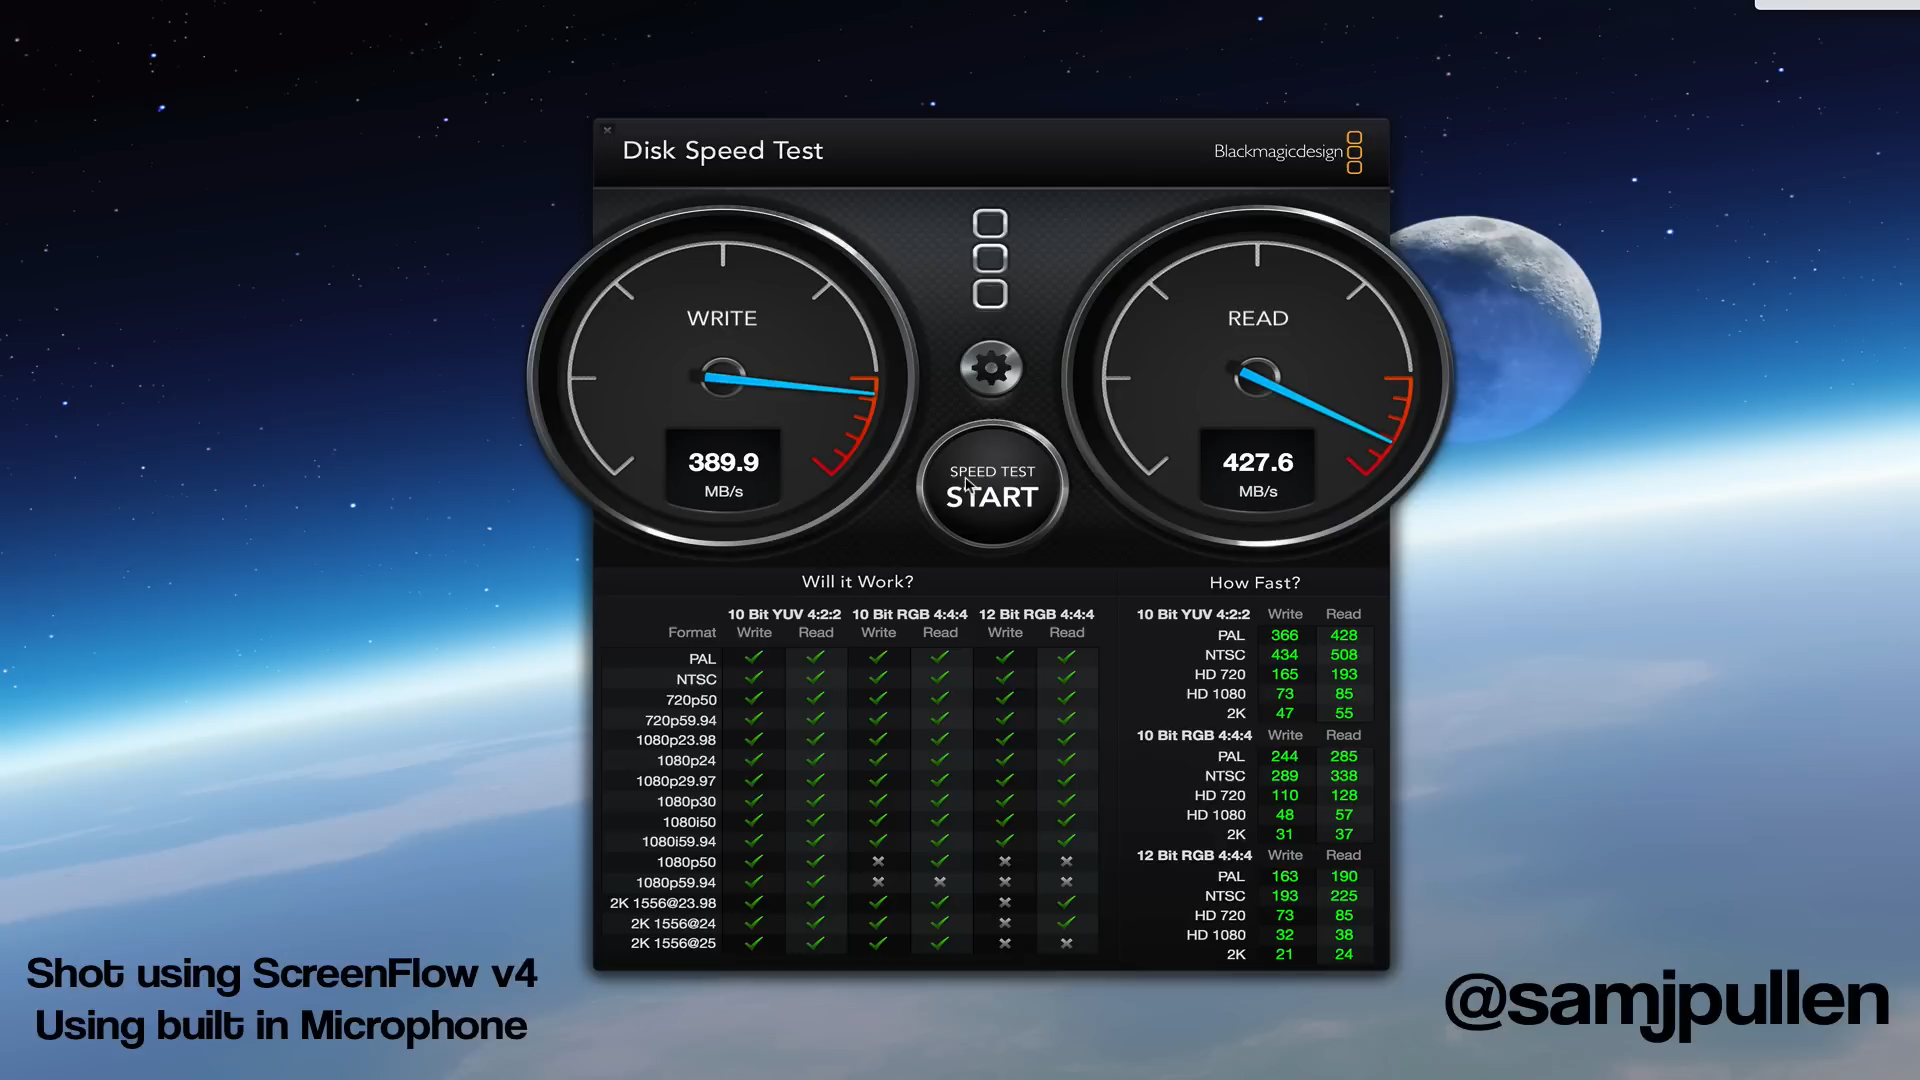 Disk Speed Test
Blackmagicdesign
WRITE
READ
389.9
MB/s
427.6
MB/s
SPEED TEST
START
Will it Work?
10 Bit YUV 4:2:2 10 Bit RGB 4:4:4 12 Bit RGB 4:4:4
Format Write Read Write Read Write Read
PAL
NTSC
720p50
720p59.94
1080p23.98
1080p24
1080p29.97
1080p30
1080i50
1080i59.94
1080p50
1080p59.94
2K 1556@23.98
2K 1556@24
2K 1556@25
How Fast?
10 Bit YUV 4:2:2 Write Read
PAL 366 428
NTSC 434 508
HD 720 165 193
HD 1080 73 85
2K 47 55
10 Bit RGB 4:4:4 Write Read
PAL 244 285
NTSC 289 338
HD 720 110 128
HD 1080 48 57
2K 31 37
12 Bit RGB 4:4:4 Write Read
PAL 163 190
NTSC 193 225
HD 720 73 85
HD 1080 32 38
2K 21 24
Shot using ScreenFlow v4
Using built in Microphone
@samjpullen